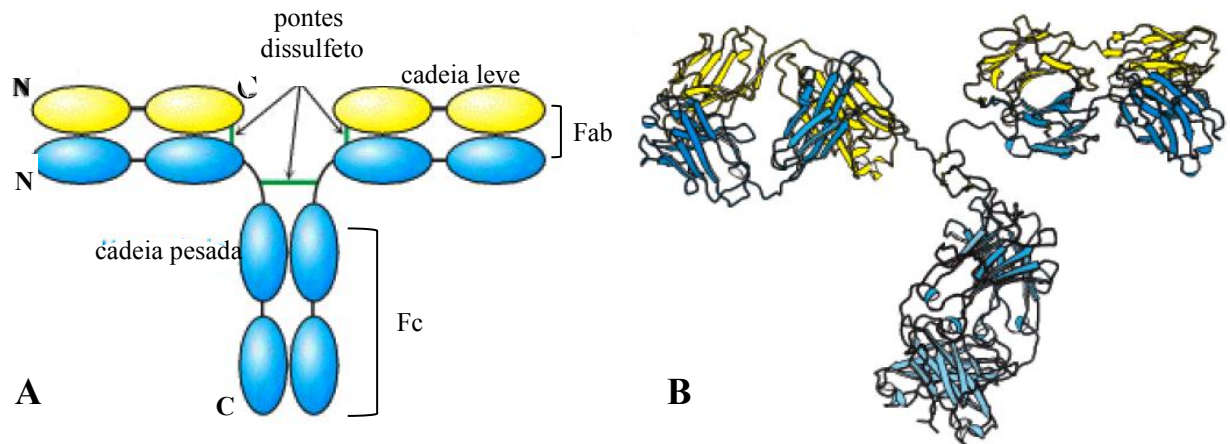 pontes
dissulfeto
cadeia leve
N
C
Fab
N
cadeia pesada
Fc
C
A
B